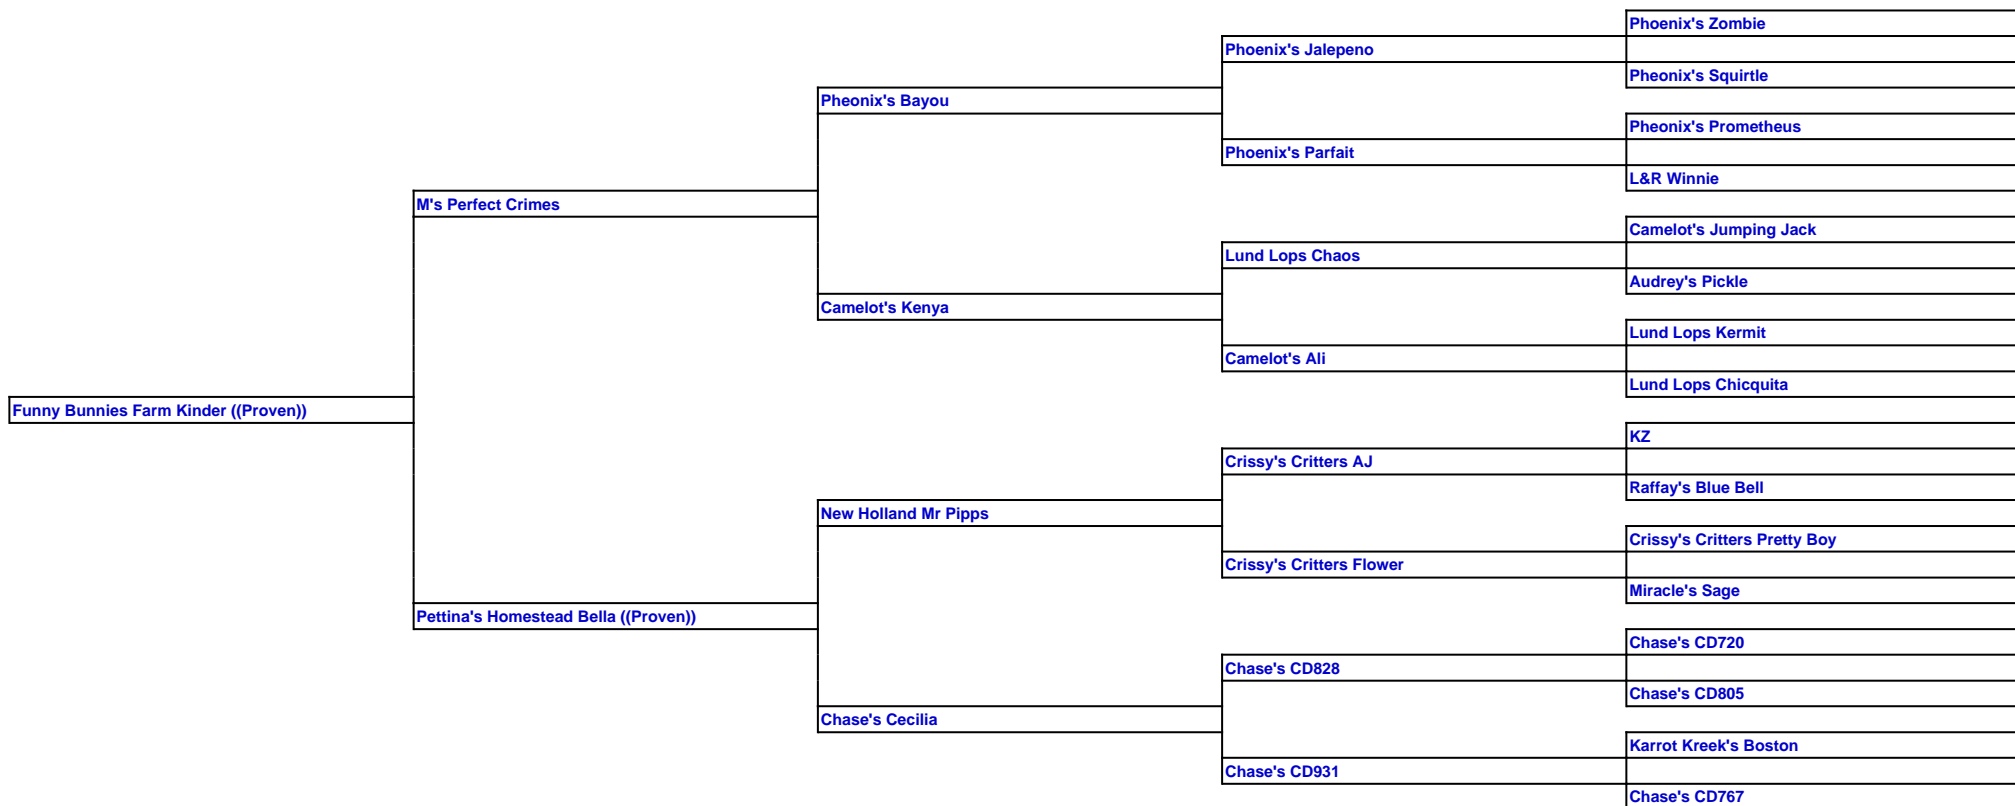 Phoenix's Zombie
Phoenix's Jalepeno
Pheonix's Squirtle
Pheonix's Bayou
Pheonix's Prometheus
Phoenix's Parfait
L&R Winnie
M's Perfect Crimes
Camelot's Jumping Jack
Lund Lops Chaos
Audrey's Pickle
Camelot's Kenya
Lund Lops Kermit
Camelot's Ali
Lund Lops Chicquita
Funny Bunnies Farm Kinder ((Proven))
KZ
Crissy's Critters AJ
Raffay's Blue Bell
New Holland Mr Pipps
Crissy's Critters Pretty Boy
Crissy's Critters Flower
Miracle's Sage
Pettina's Homestead Bella ((Proven))
Chase's CD720
Chase's CD828
Chase's CD805
Chase's Cecilia
Karrot Kreek's Boston
Chase's CD931
Chase's CD767